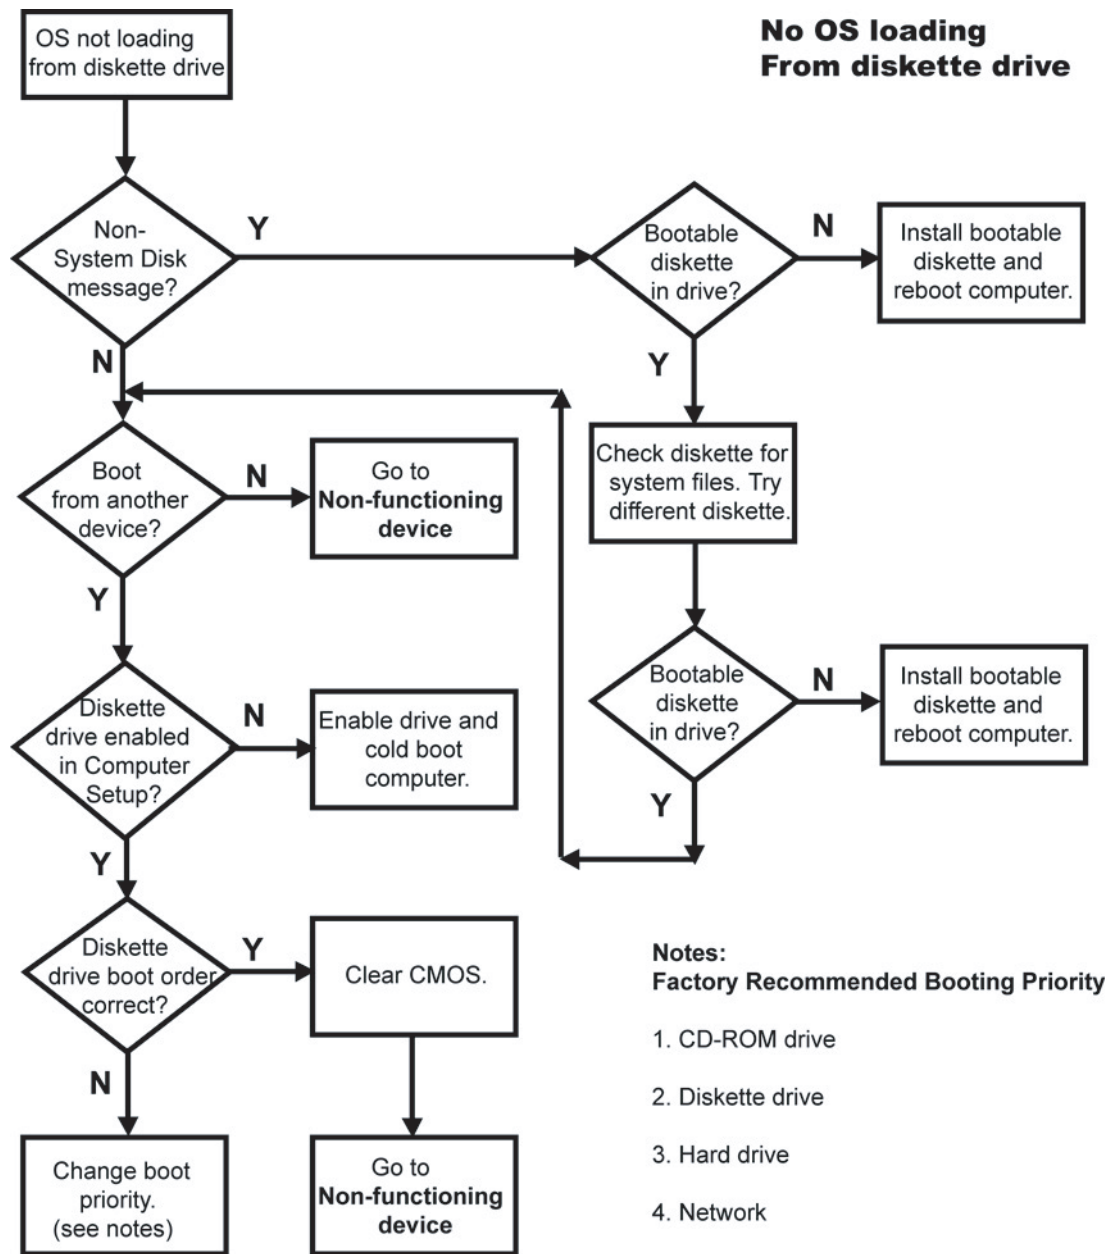 No OS loading
From diskette drive
OS not loading
from diskette drive
Non-
System Disk
message?
Y
N
Bootable
diskette
in drive?
N
Install bootable
diskette and
reboot computer.
Y
Check diskette for
system files. Try
different diskette.
Bootable
diskette
in drive?
N
Install bootable
diskette and
reboot computer.
Y
Boot
from another
device?
N
Go to
Non-functioning
device
Y
Diskette
drive enabled
in Computer
Setup?
N
Enable drive and
cold boot
computer.
Y
Diskette
drive boot order
correct?
Y
Clear CMOS.
Go to
Non-functioning
device
N
Change boot
priority.
(see notes)
Notes:
Factory Recommended Booting Priority
1. CD-ROM drive
2. Diskette drive
3. Hard drive
4. Network